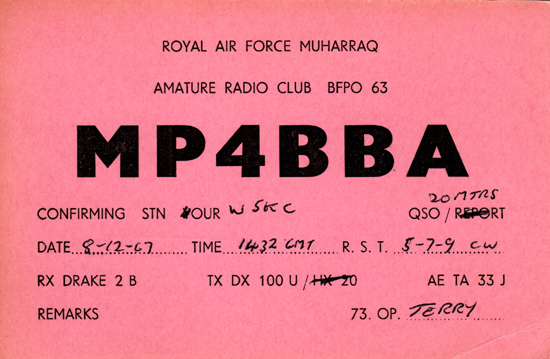 ROYAL AIR FORCE MUHARRAQ
AMATURE RADIO CLUB BFPO 63
MP4BBA
20 MTRS
CONFIRMING STN YOUR W5KC QSO / REPORT
DATE 8-12-67 TIME 1432 GMT R. S. T. 5-7-9 CW
RX DRAKE 2 B TX DX 100 U / HX 20 AE TA 33 J
REMARKS 73. OP. TERRY